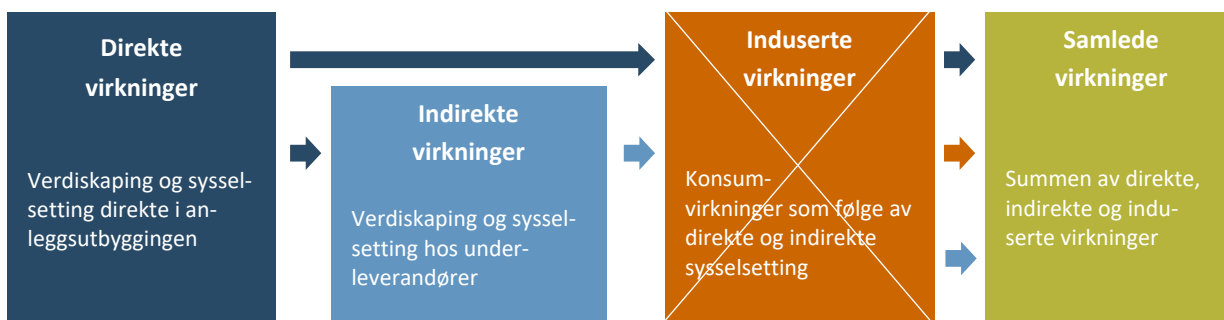 Direkte
virkninger
Verdiskaping og syssel-
setting direkte i an-
leggsutbyggingen
Indirekte
virkninger
Verdiskaping og syssel-
setting hos under-
leverandører
Induserte
virkninger
Konsum-
virkninger som følge av
direkte og indirekte
sysselsetting
Samlede
virkninger
Summen av direkte,
indirekte og indu-
serte virkninger